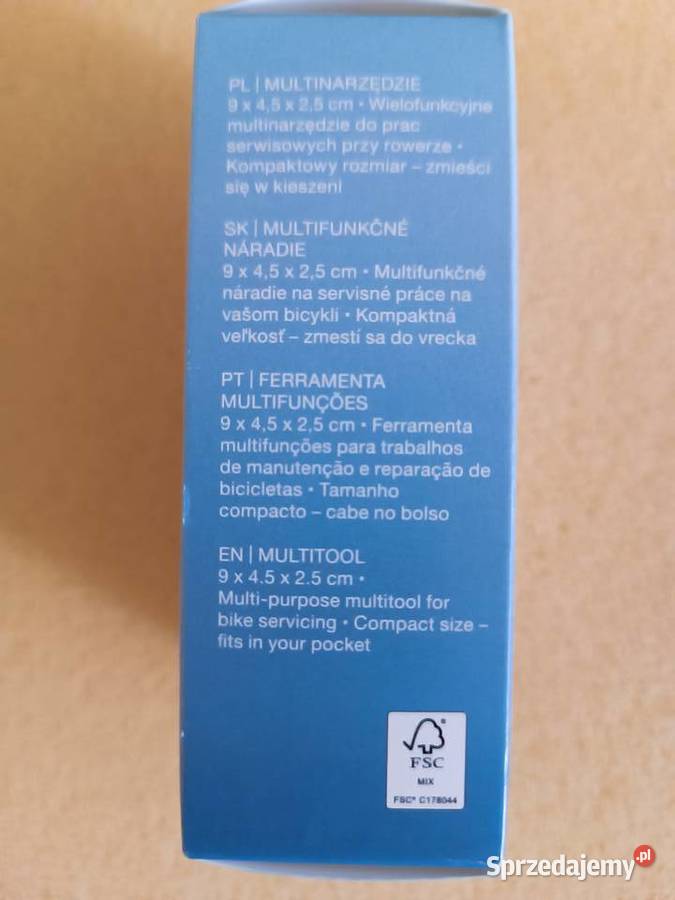 PL | MULTINARZĘDZIE
9 x 4,5 x 2,5 cm • Wielofunkcyjne
multinarzędzie do prac
serwisowych przy rowerze •
Kompaktowy rozmiar – zmieści
się w kieszeni
SK | MULTIFUNKČNÉ
NÁRADIE
9 x 4,5 x 2,5 cm • Multifunkčné
náradie na servisné práce na
vašom bicykli • Kompaktná
veľkosť – zmestí sa do vrecka
PT | FERRAMENTA
MULTIFUNÇÕES
9 x 4,5 x 2,5 cm • Ferramenta
multifunções para trabalhos
de manutenção e reparação de
bicicletas • Tamanho
compacto – cabe no bolso
EN | MULTITOOL
9 x 4.5 x 2.5 cm •
Multi-purpose multitool for
bike servicing • Compact size –
fits in your pocket
FSC
MIX
FSC® C178044
Sprzedajemy.pl